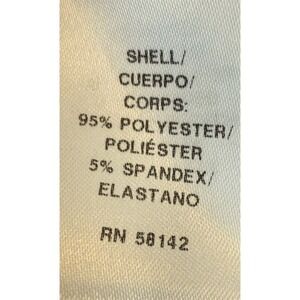 SHELL/
CUERPO/
CORPS:
95% POLYESTER/
POLIÉSTER
5% SPANDEX/
ELASTANO
RN 58142